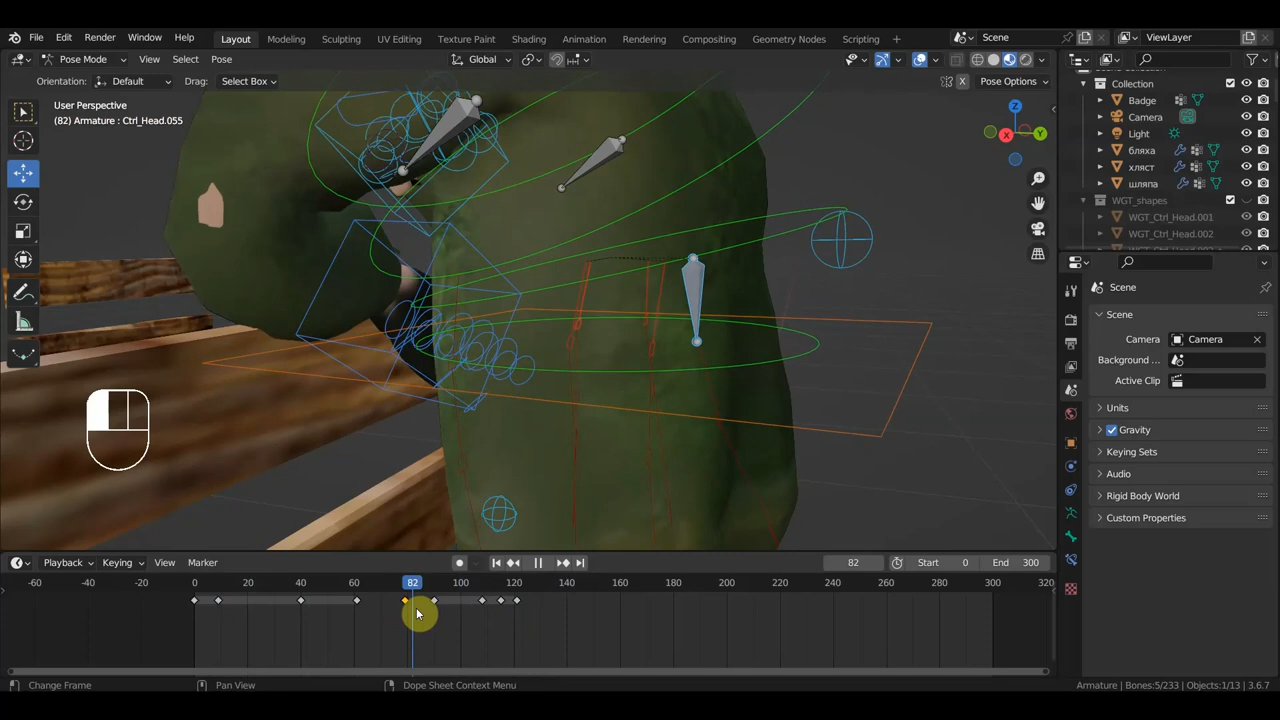 File Edit Render Window Help Layout Modeling Sculpting UV Editing Texture Paint Shading Animation Rendering Compositing Geometry Nodes Scripting + Scene ViewLayer
Pose Mode View Select Pose Global
Orientation: Default Drag: Select Box X Pose Options
User Perspective
(82) Armature : Ctrl_Head.055
Z
Y
X
Collection
Badge
Camera
Light
бляха
хляст
шляпа
WGT_shapes
WGT_Ctrl_Head.001
WGT_Ctrl_Head.002
Scene
Scene
Camera Camera
Background ...
Active Clip
Units
Gravity
Keying Sets
Audio
Rigid Body World
Custom Properties
Playback Keying View Marker 82 Start 0 End 300
-60 -40 -20 0 20 40 60 82 100 120 140 160 180 200 220 240 260 280 300 320
Change Frame Pan View Dope Sheet Context Menu Armature | Bones:5/233 | Objects:1/13 | 3.6.7